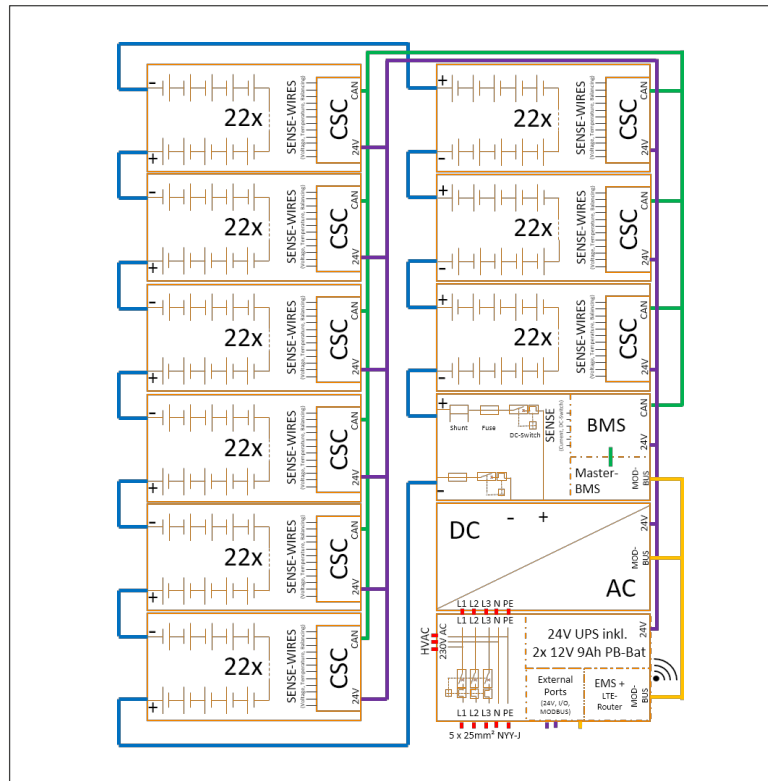 -
22x
+
SENSE-WIRES
(Voltage, Temperature, Balancing)
CSC
CAN
24V
-
22x
+
SENSE-WIRES
(Voltage, Temperature, Balancing)
CSC
CAN
24V
-
22x
+
SENSE-WIRES
(Voltage, Temperature, Balancing)
CSC
CAN
24V
-
22x
+
SENSE-WIRES
(Voltage, Temperature, Balancing)
CSC
CAN
24V
-
22x
+
SENSE-WIRES
(Voltage, Temperature, Balancing)
CSC
CAN
24V
-
22x
+
SENSE-WIRES
(Voltage, Temperature, Balancing)
CSC
CAN
24V
+
22x
-
SENSE-WIRES
(Voltage, Temperature, Balancing)
CSC
CAN
24V
+
22x
-
SENSE-WIRES
(Voltage, Temperature, Balancing)
CSC
CAN
24V
+
22x
-
SENSE-WIRES
(Voltage, Temperature, Balancing)
CSC
CAN
24V
+
Shunt
Fuse
DC-Switch
-
SENSE
(Current, DC-Switch)
BMS
CAN
24V
Master-
BMS
MOD-
BUS
DC
- +
24V
MOD-
BUS
AC
L1 L2 L3 N PE
L1 L2 L3 N PE
HVAC
230V AC
24V UPS inkl.
2x 12V 9Ah PB-Bat
24V
External
Ports
(24V, I/O,
MODBUS)
EMS +
LTE-
Router
MOD-
BUS
L1 L2 L3 N PE
5 x 25mm² NYY-J